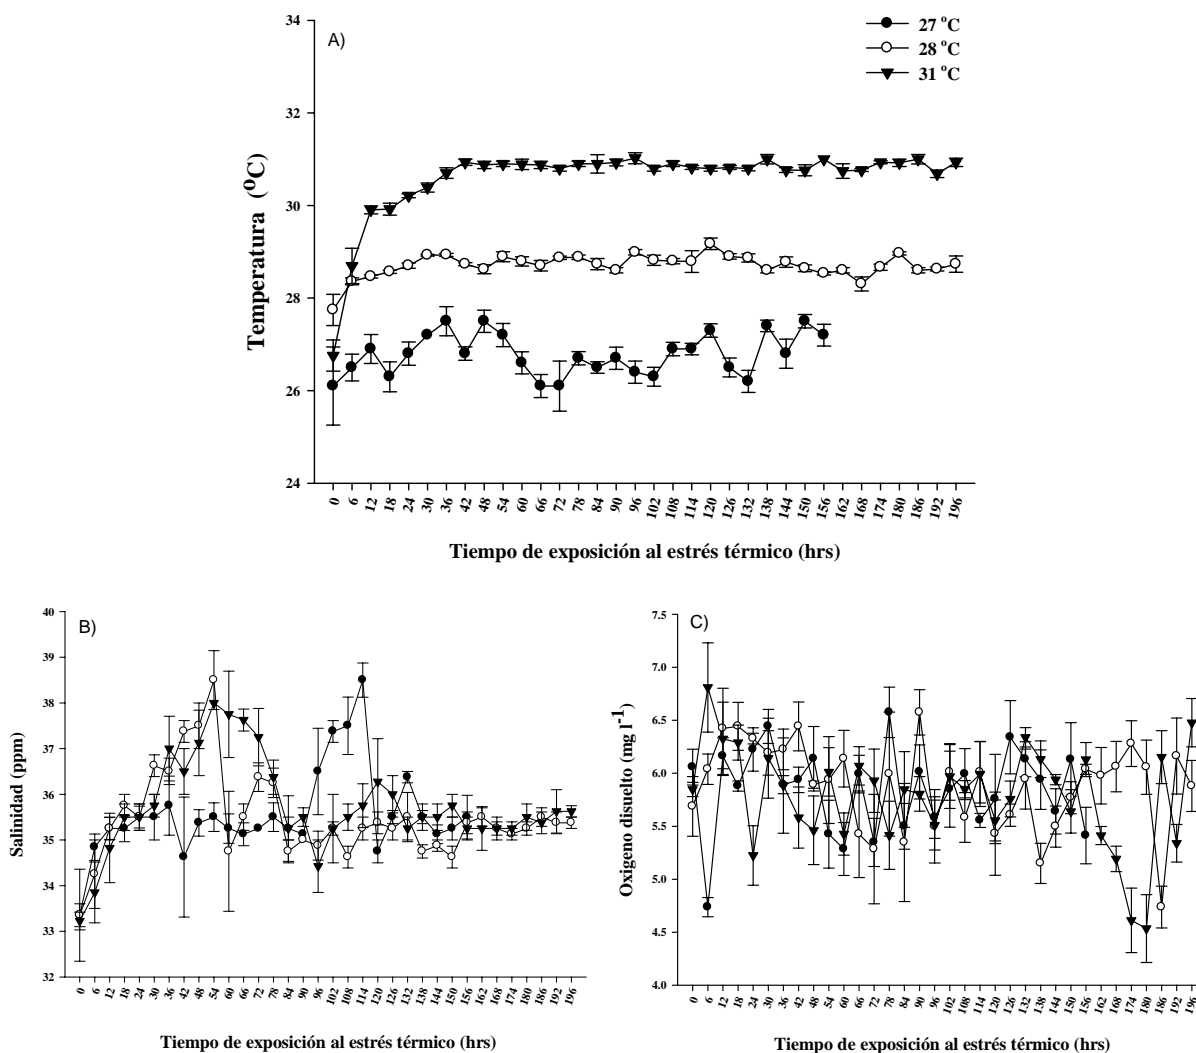 A)
27 °C
28 °C
31 °C
Temperatura (°C)
34
32
30
28
26
24
0 6 12 18 24 30 36 42 48 54 60 66 72 78 84 90 96 102 108 114 120 126 132 138 144 150 156 162 168 174 180 186 192 196
Tiempo de exposición al estrés térmico (hrs)
B)
Salinidad (ppm)
40
39
38
37
36
35
34
33
32
0 6 12 18 24 30 36 42 48 54 60 66 72 78 84 90 96 102 108 114 120 126 132 138 144 150 156 162 168 174 180 186 192 196
Tiempo de exposición al estrés térmico (hrs)
C)
Oxigeno disuelto (mg l-1)
7.5
7.0
6.5
6.0
5.5
5.0
4.5
4.0
0 6 12 18 24 30 36 42 48 54 60 66 72 78 84 90 96 102 108 114 120 126 132 138 144 150 156 162 168 174 180 186 192 196
Tiempo de exposición al estrés térmico (hrs)